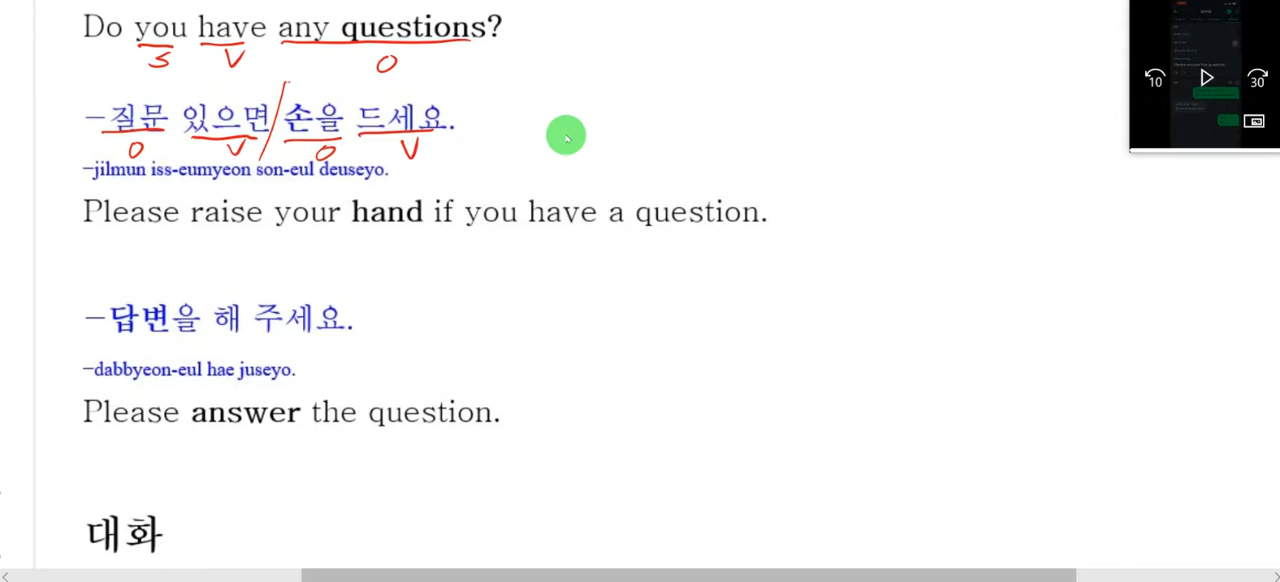 Do you have any questions?
S V O
-질문 있으면/손을 드세요.
O V O V
-jilmun iss-eumyeon son-eul deuseyo.
Please raise your hand if you have a question.
-답변을 해 주세요.
-dabbyeon-eul hae juseyo.
Please answer the question.
대화
10 30